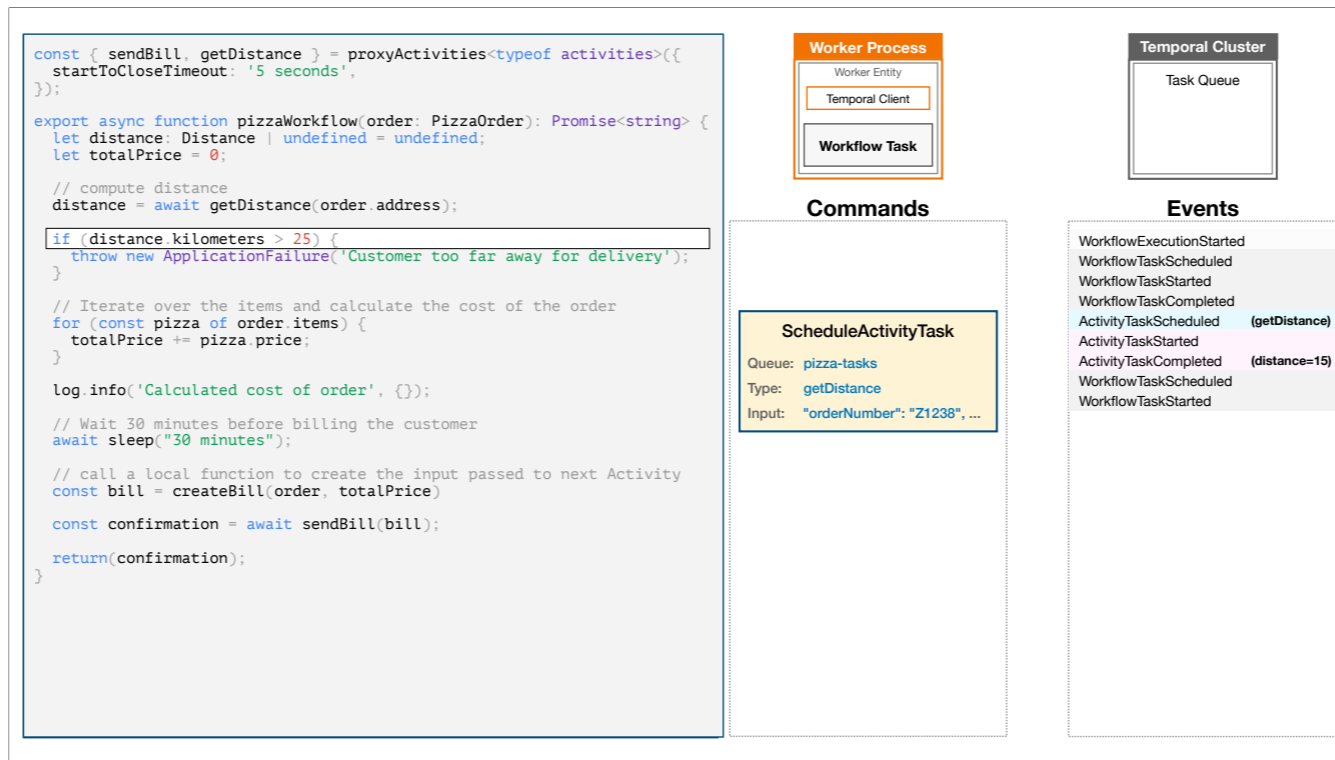 const { sendBill, getDistance } = proxyActivities<typeof activities>({
  startToCloseTimeout: '5 seconds',
});
export async function pizzaWorkflow(order: PizzaOrder): Promise<string> {
  let distance: Distance | undefined = undefined;
  let totalPrice = 0;
  // compute distance
  distance = await getDistance(order.address);
  if (distance.kilometers > 25) {
    throw new ApplicationFailure('Customer too far away for delivery');
  }
  // Iterate over the items and calculate the cost of the order
  for (const pizza of order.items) {
    totalPrice += pizza.price;
  }
  log.info('Calculated cost of order', {});
  // Wait 30 minutes before billing the customer
  await sleep("30 minutes");
  // call a local function to create the input passed to next Activity
  const bill = createBill(order, totalPrice)
  const confirmation = await sendBill(bill);
  return(confirmation);
}
Worker Process
Worker Entity
Temporal Client
Workflow Task
Commands
ScheduleActivityTask
Queue: pizza-tasks
Type: getDistance
Input: "orderNumber": "Z1238", ...
Temporal Cluster
Task Queue
Events
WorkflowExecutionStarted
WorkflowTaskScheduled
WorkflowTaskStarted
WorkflowTaskCompleted
ActivityTaskScheduled (getDistance)
ActivityTaskStarted
ActivityTaskCompleted (distance=15)
WorkflowTaskScheduled
WorkflowTaskStarted